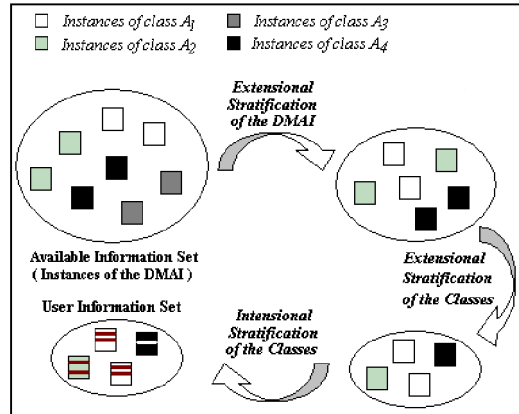 Instances of class A1
Instances of class A3
Instances of class A2
Instances of class A4
Extensional
Stratification
of the DMAI
Available Information Set
( Instances of the DMAI )
Extensional
Stratification
of the Classes
User Information Set
Intensional
Stratification
of the Classes